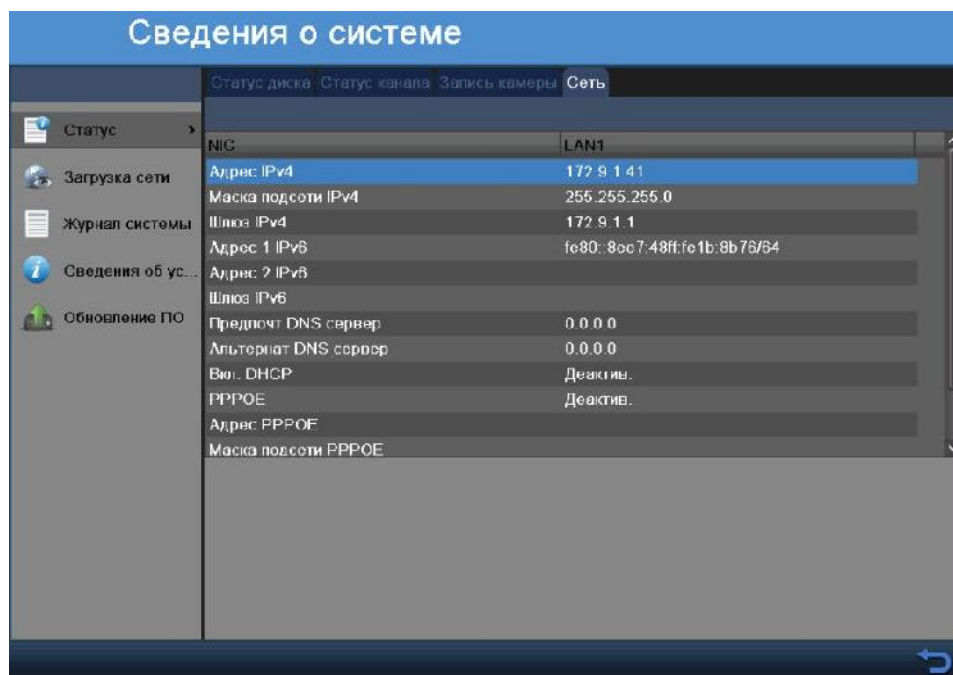 Сведения о системе
Статус диска Статус канала Запись камеры Сеть
Статус
Загрузка сети
Журнал системы
Сведения об ус...
Обновление ПО
NIC LAN1
Адрес IPv4 172.9.1.41
Маска подсети IPv4 255.255.255.0
Шлюз IPv4 172.9.1.1
Адрес 1 IPv6 fe80::8ee7:48ff:fe1b:8b76/64
Адрес 2 IPv6
Шлюз IPv6
Предпочт DNS сервер 0.0.0.0
Альтернат DNS сервер 0.0.0.0
Вкл. DHCP Деактив.
PPPOE Деактив.
Адрес PPPOE
Маска подсети PPPOE